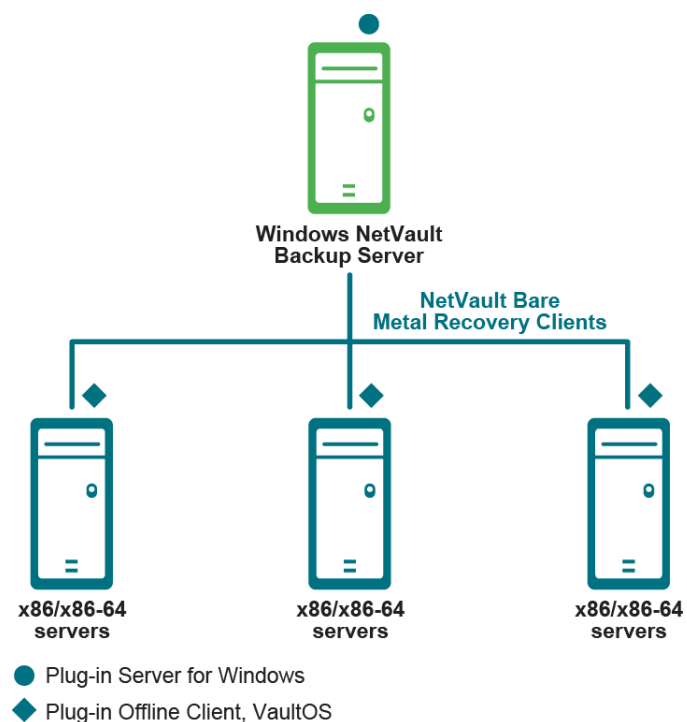 Windows NetVault
Backup Server
NetVault Bare
Metal Recovery Clients
x86/x86-64
servers
x86/x86-64
servers
x86/x86-64
servers
Plug-in Server for Windows
Plug-in Offline Client, VaultOS